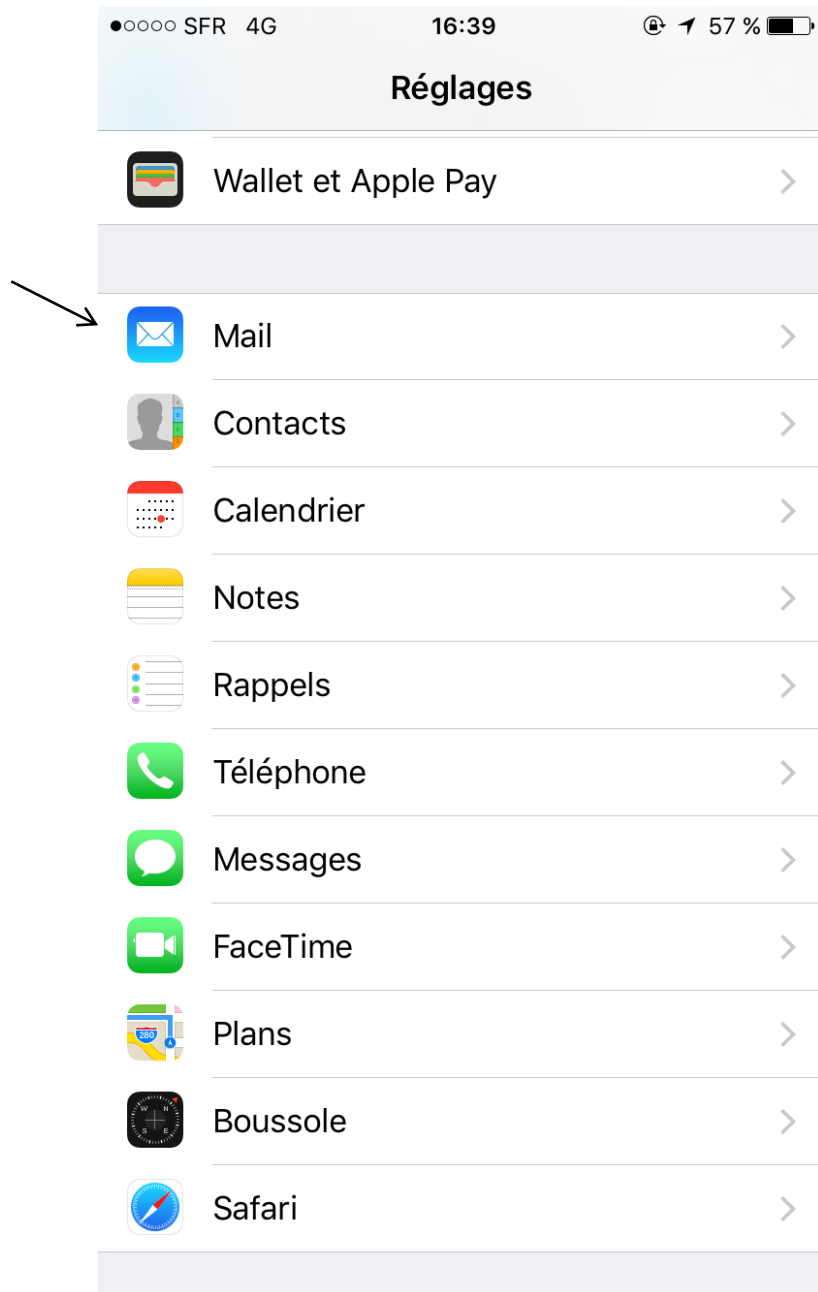 ●○○○○ SFR 4G 16:39 57 %
Réglages
Wallet et Apple Pay
Mail
Contacts
Calendrier
Notes
Rappels
Téléphone
Messages
FaceTime
280
Plans
W N
S E
Boussole
Safari